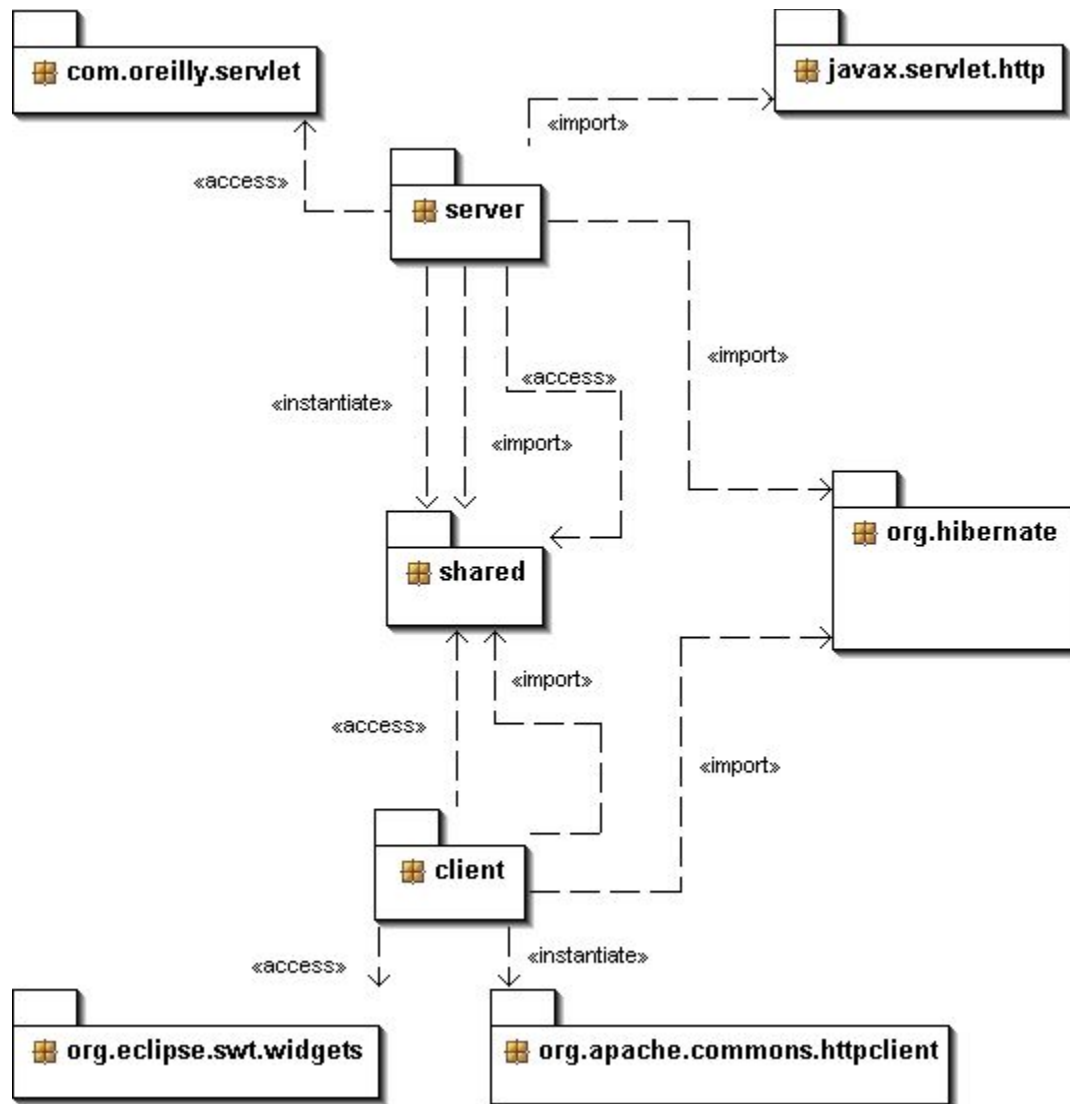 com.oreilly.servlet
javax.servlet.http
«import»
«access»
server
«import»
«access»
«instantiate»
«import»
org.hibernate
shared
«import»
«access»
«import»
client
«access»
«instantiate»
org.eclipse.swt.widgets
org.apache.commons.httpclient